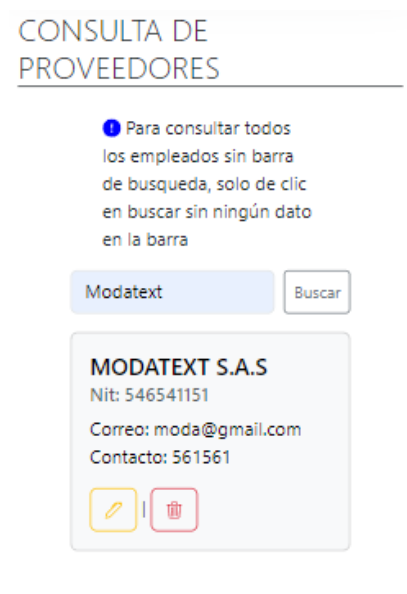 CONSULTA DE
PROVEEDORES
Para consultar todos
los empleados sin barra
de busqueda, solo de clic
en buscar sin ningún dato
en la barra
Modatext
Buscar
MODATEXT S.A.S
Nit: 546541151
Correo: moda@gmail.com
Contacto: 561561
|